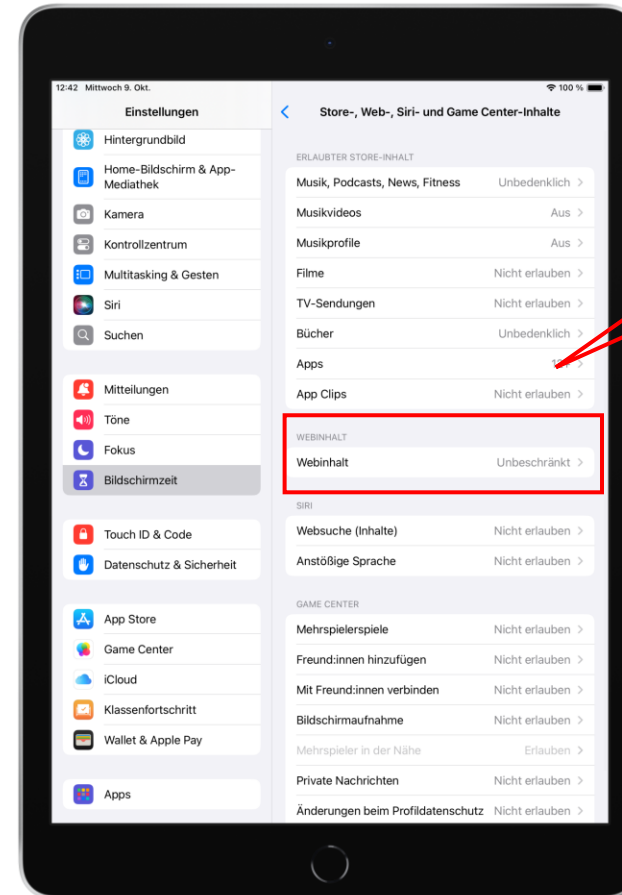 12:42 Mittwoch 9. Okt.
100 %
Einstellungen
Hintergrundbild
Home-Bildschirm & App-
Mediathek
Kamera
Kontrollzentrum
Multitasking & Gesten
Siri
Suchen
Mitteilungen
Töne
Fokus
Bildschirmzeit
Touch ID & Code
Datenschutz & Sicherheit
App Store
Game Center
iCloud
Klassenfortschritt
Wallet & Apple Pay
Apps
Store-, Web-, Siri- und Game Center-Inhalte
ERLAUBTER STORE-INHALT
Musik, Podcasts, News, Fitness Unbedenklich
Musikvideos Aus
Musikprofile Aus
Filme Nicht erlauben
TV-Sendungen Nicht erlauben
Bücher Unbedenklich
Apps
App Clips Nicht erlauben
WEBINHALT
Webinhalt Unbeschränkt
SIRI
Websuche (Inhalte) Nicht erlauben
Anstößige Sprache Nicht erlauben
GAME CENTER
Mehrspielerspiele Nicht erlauben
Freund:innen hinzufügen Nicht erlauben
Mit Freund:innen verbinden Nicht erlauben
Bildschirmaufnahme Nicht erlauben
Mehrspieler in der Nähe Erlauben
Private Nachrichten Nicht erlauben
Änderungen beim Profildatenschutz Nicht erlauben